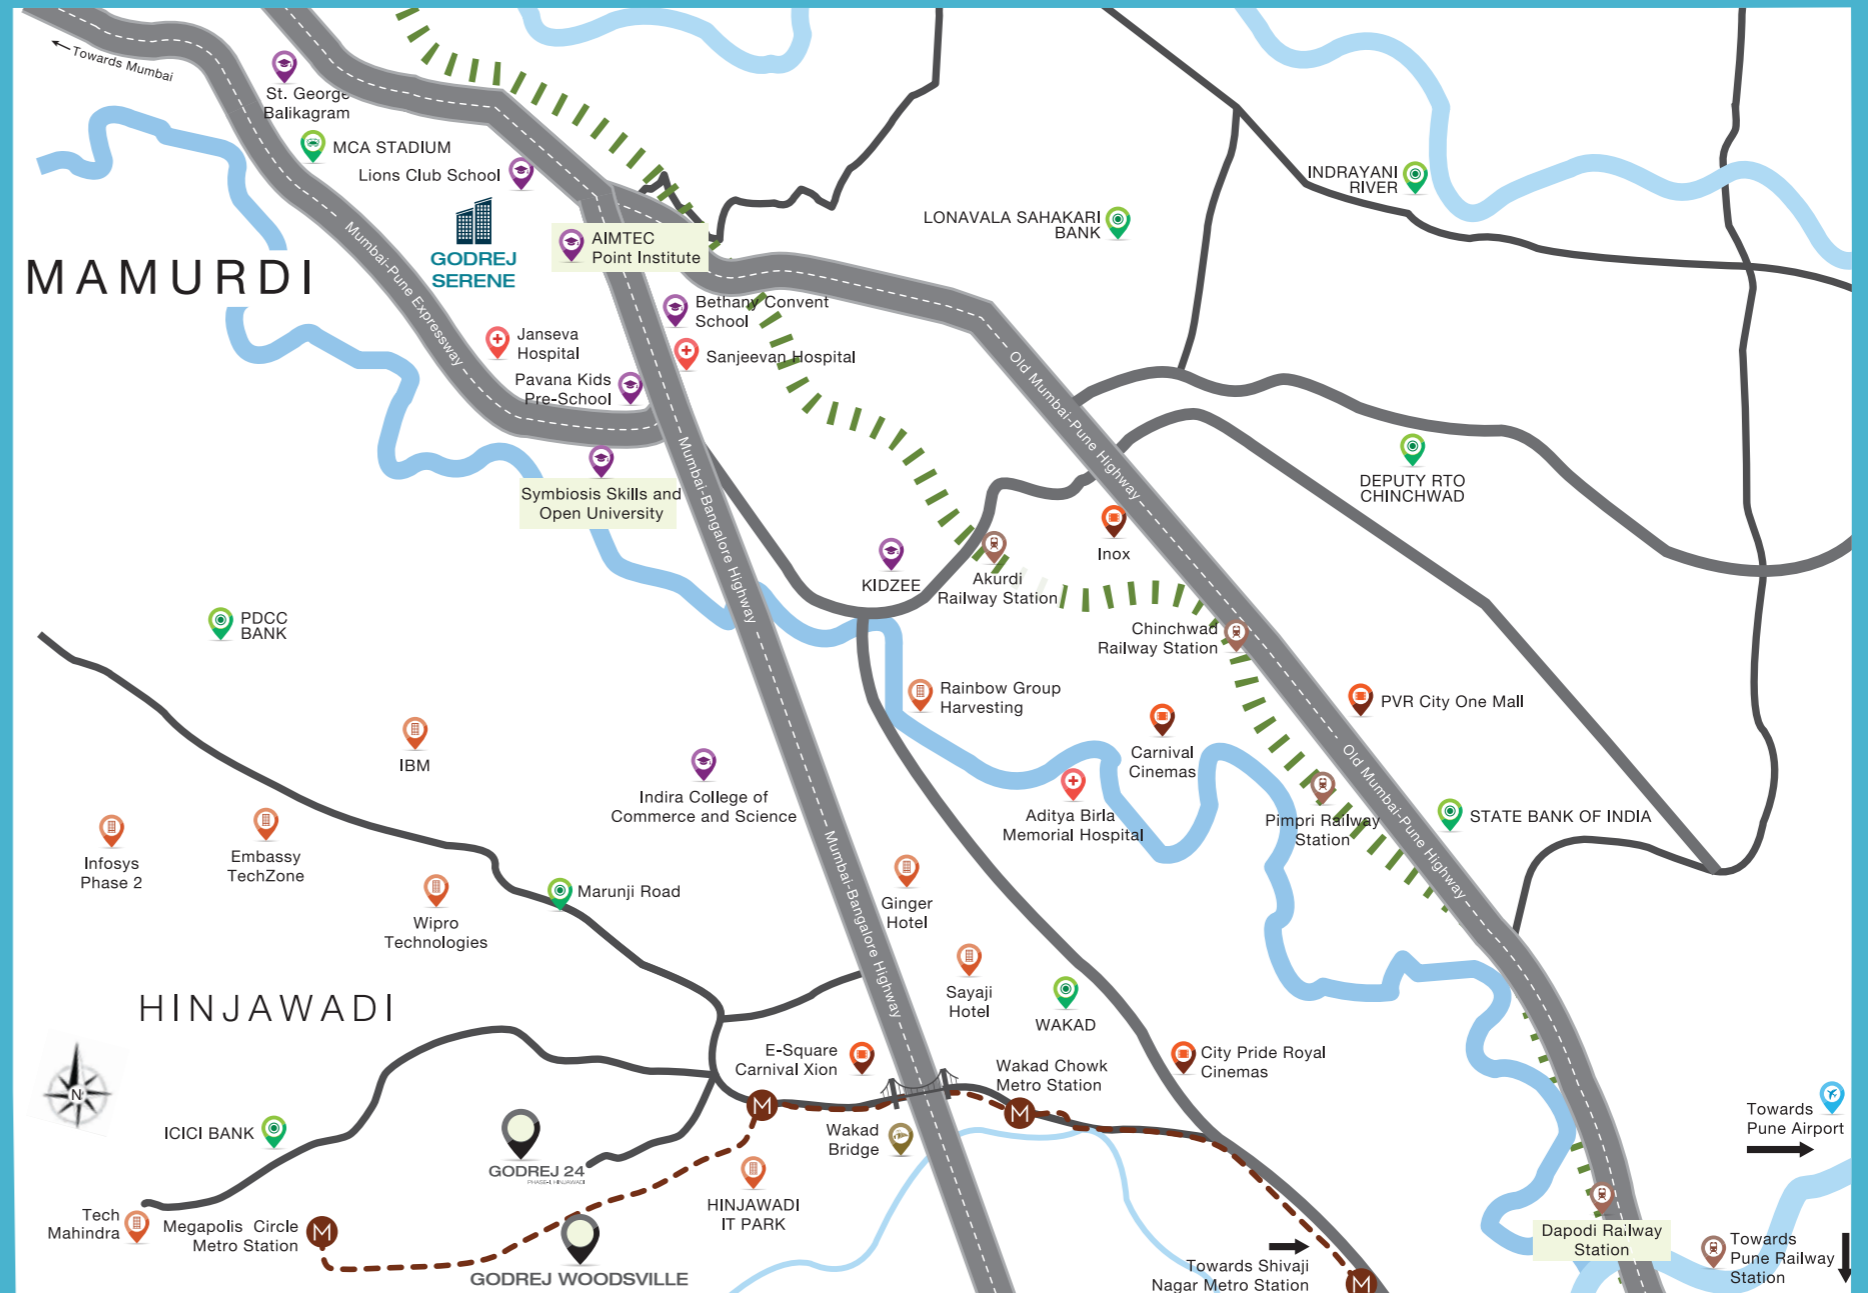 Towards Mumbai
St. George
Balikagram
MCA STADIUM
Lions Club School
GODREJ
SERENE
AIMTEC
Point Institute
MAMURDI
Mumbai-Pune Expressway
Bethany Convent
School
Janseva
Hospital
Sanjeevan Hospital
Pavana Kids
Pre-School
LONAVALA SAHAKARI
BANK
INDRAYANI
RIVER
Old Mumbai-Pune Highway
Mumbai-Bangalore Highway
Symbiosis Skills and
Open University
DEPUTY RTO
CHINCHWAD
Inox
KIDZEE
Akurdi
Railway Station
Chinchwad
Railway Station
PDCC
BANK
Rainbow Group
Harvesting
PVR City One Mall
Carnival
Cinemas
IBM
Indira College of
Commerce and Science
Aditya Birla
Memorial Hospital
Old Mumbai-Pune Highway
Pimpri Railway
Station
STATE BANK OF INDIA
Infosys
Phase 2
Embassy
TechZone
Mumbai-Bangalore Highway
Wipro
Technologies
Marunji Road
Ginger
Hotel
Sayaji
Hotel
WAKAD
HINJAWADI
E-Square
Carnival Xion
M
Wakad Chowk
Metro Station
M
City Pride Royal
Cinemas
N
ICICI BANK
GODREJ 24
PHASE-1, HINJAWADI
Wakad
Bridge
Towards
Pune Airport
HINJAWADI
IT PARK
Tech
Mahindra
Megapolis Circle
Metro Station
M
GODREJ WOODSVILLE
Towards Shivaji
Nagar Metro Station
M
Dapodi Railway
Station
Towards
Pune Railway
Station